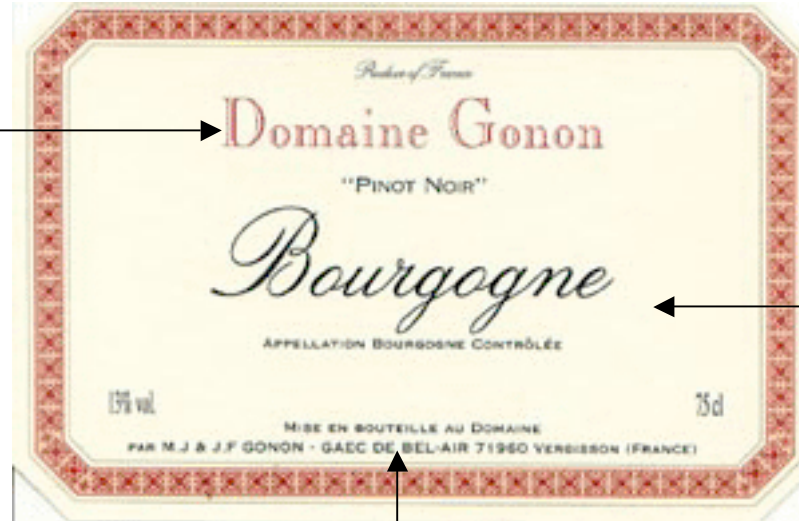 Product of France
Domaine Gonon
"PINOT NOIR"
Bourgogne
APPELLATION BOURGOGNE CONTRÔLÉE
13% vol. 75 cl
MISE EN BOUTEILLE AU DOMAINE
PAR M.J & J.F GONON - GAEC DE BEL-AIR 71960 VERGISSON (FRANCE)